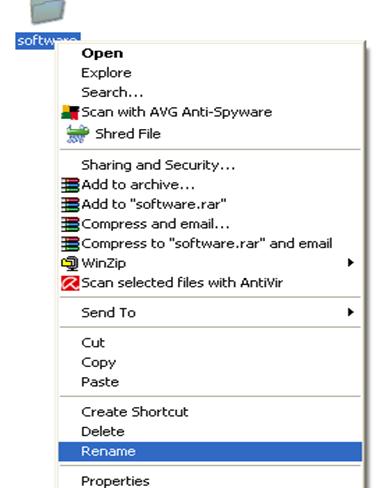 software
Open
Explore
Search...
Scan with AVG Anti-Spyware
Shred File
Sharing and Security...
Add to archive...
Add to "software.rar"
Compress and email...
Compress to "software.rar" and email
WinZip
Scan selected files with AntiVir
Send To
Cut
Copy
Paste
Create Shortcut
Delete
Rename
Properties